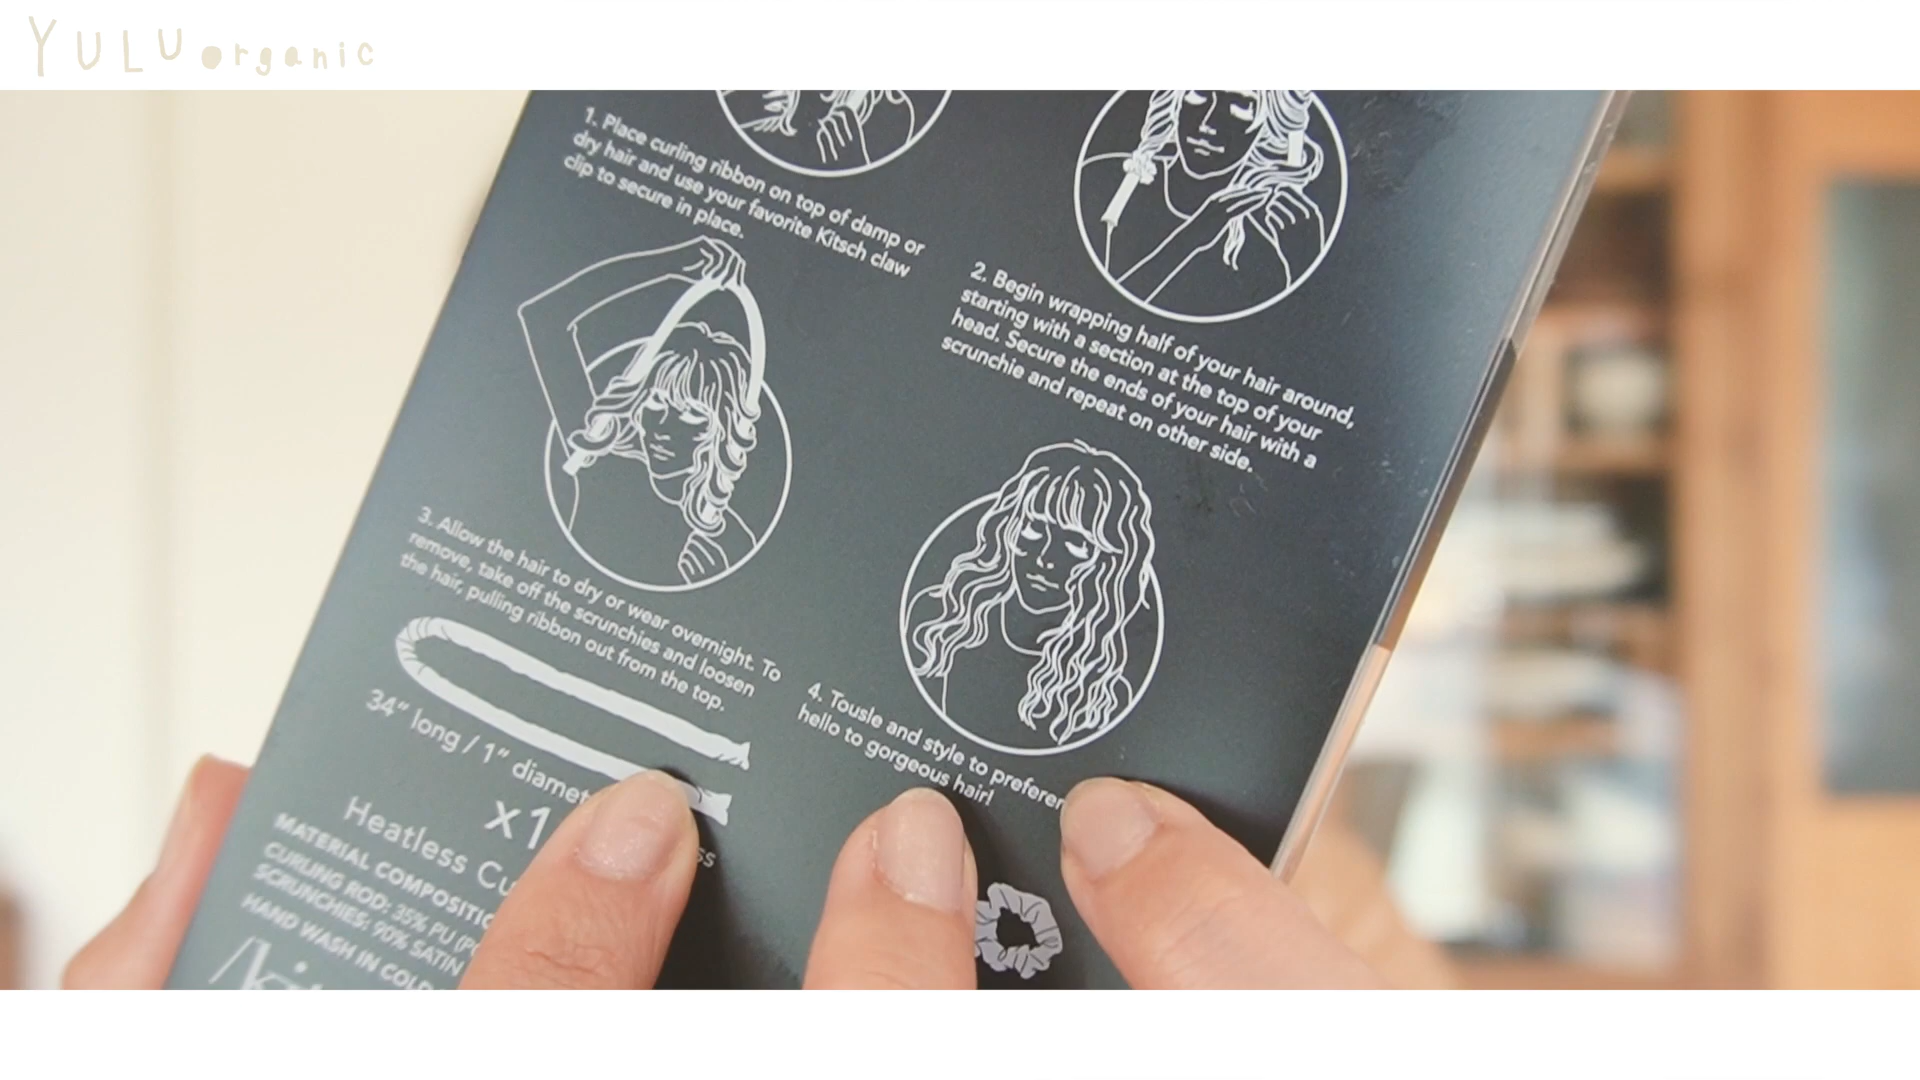 YULU organic
1. Place curling ribbon on top of damp or
dry hair and use your favorite Kitsch claw
clip to secure in place.
2. Begin wrapping half of your hair around,
starting with a section at the top of your
head. Secure the ends of your hair with a
scrunchie and repeat on other side.
3. Allow the hair to dry or wear overnight. To
remove, take off the scrunchies and loosen
the hair, pulling ribbon out from the top.
4. Tousle and style to
hello to gorgeous hair!
34" long / 1"
x1
Heatless
MATERIAL
CURLING ROD: 35% PU
SCRUNCHIES: 90% SATIN
HAND WASH IN COLD